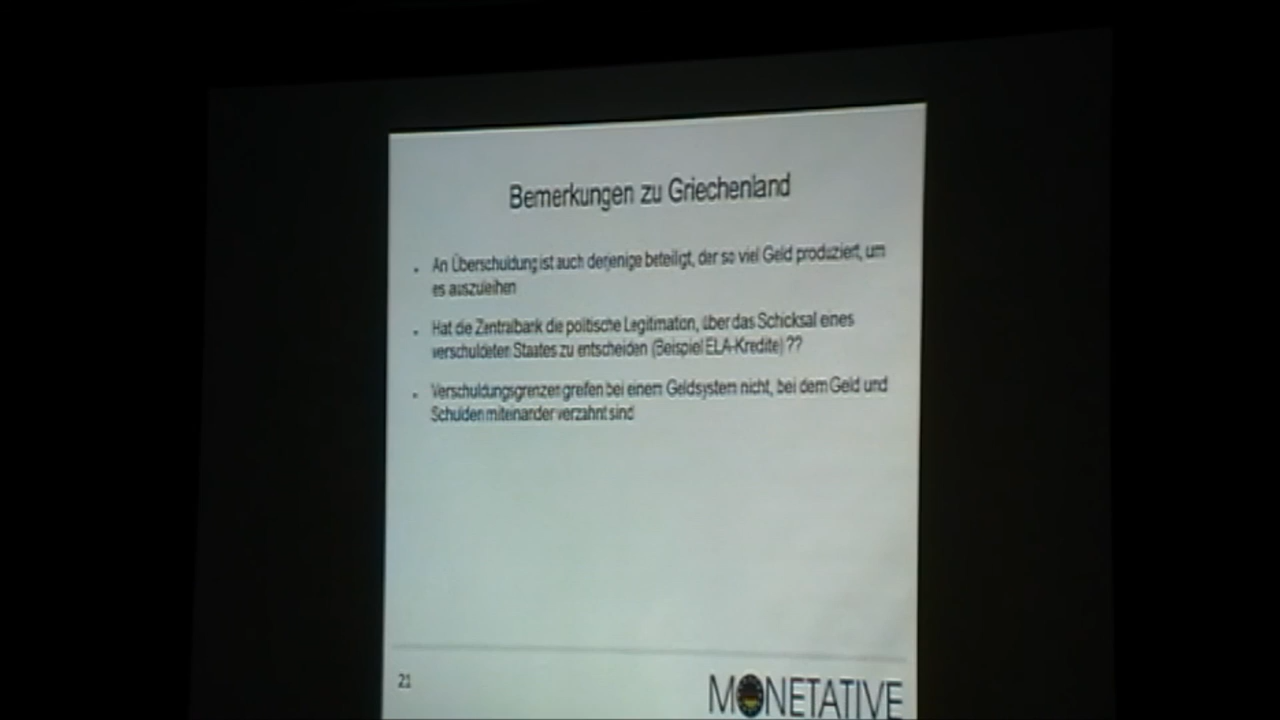 Bemerkungen zu Griechenland
• An Überschuldung ist auch derjenige beteiligt, der so viel Geld produziert, um
es auszuleihen
• Hat die Zentralbank die politische Legitimation, über das Schicksal eines
verschuldeten Staates zu entscheiden (Beispiel ELA-Kredite) ??
• Verschuldungsgrenzen greifen bei einem Geldsystem nicht, bei dem Geld und
Schulden miteinander verzahnt sind
21
MONETATIVE